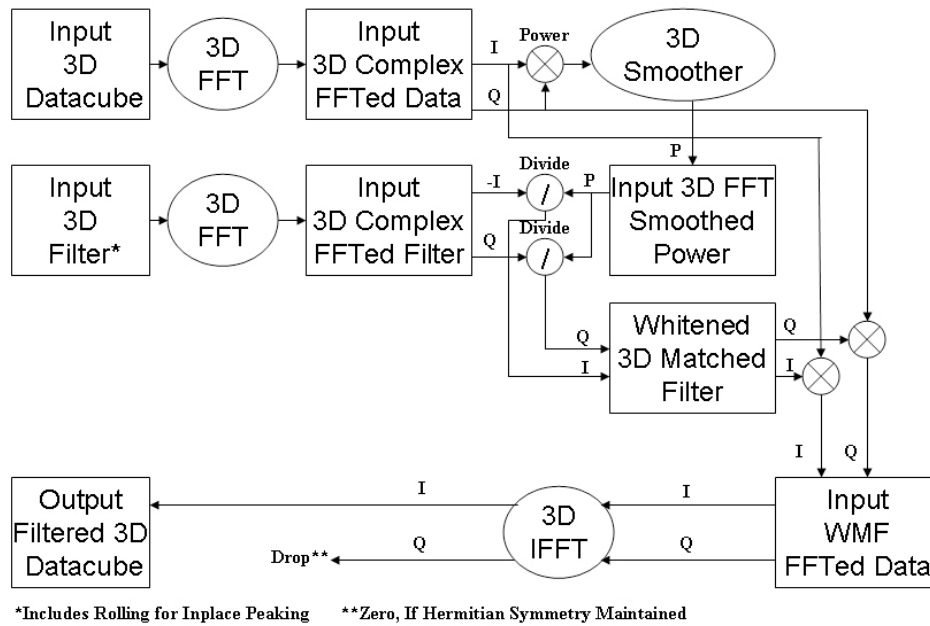 Input
3D
Datacube
3D
FFT
Input
3D Complex
FFTed Data
I
Q
Power
3D
Smoother
P
Input
3D
Filter*
3D
FFT
Input
3D Complex
FFTed Filter
-I
Q
Divide
/
Divide
/
P
Input 3D FFT
Smoothed
Power
Q
I
Whitened
3D Matched
Filter
Q
I
I
Q
Output
Filtered 3D
Datacube
I
Q
Drop**
3D
IFFT
I
Q
Input
WMF
FFTed Data
*Includes Rolling for Inplace Peaking
**Zero, If Hermitian Symmetry Maintained